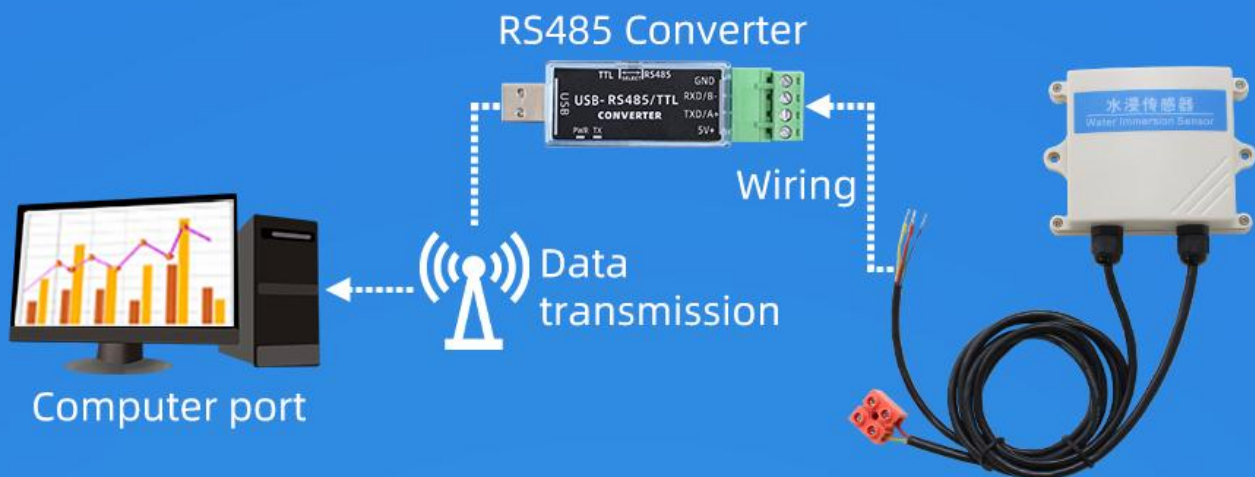 RS485 Converter
TTL SELECT RS485
USB
USB-RS485/TTL
CONVERTER
PWR TX
GND
RXD/B-
TXD/A+
5V+
水浸传感器
Water Immersion Sensor
Wiring
Data
transmission
Computer port